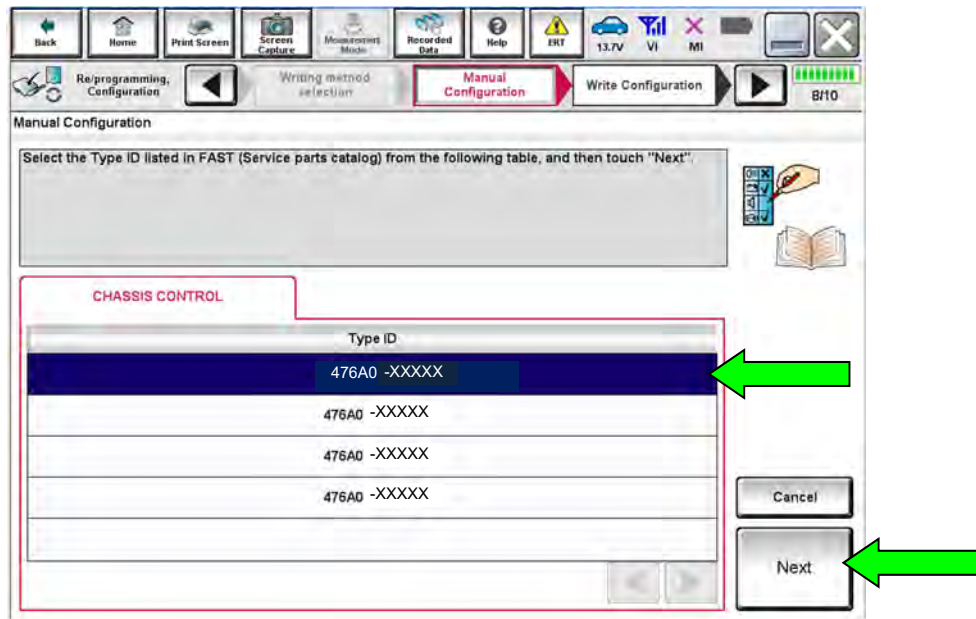 Back
Home
Print Screen
Screen Capture
Measurement Mode
Recorded Data
Help
ERT
13.7V
VI
MI
Re/programming, Configuration
Writing method selection
Manual Configuration
Write Configuration
8/10
Manual Configuration
Select the Type ID listed in FAST (Service parts catalog) from the following table, and then touch "Next".
CHASSIS CONTROL
Type ID
476A0 -XXXXX
476A0 -XXXXX
476A0 -XXXXX
476A0 -XXXXX
Cancel
Next